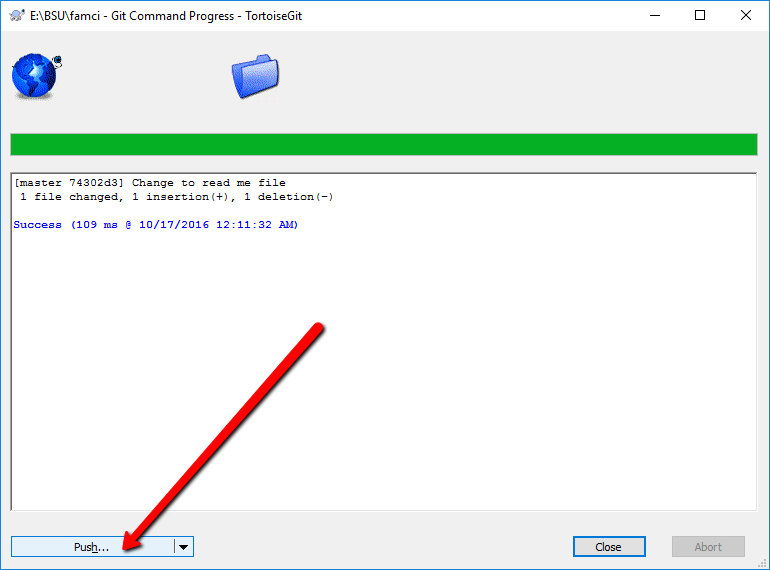 E:\BSU\famci - Git Command Progress - TortoiseGit
[master 74302d3] Change to read me file
1 file changed, 1 insertion(+), 1 deletion(-)
Success (109 ms @ 10/17/2016 12:11:32 AM)
Push...
Close
Abort